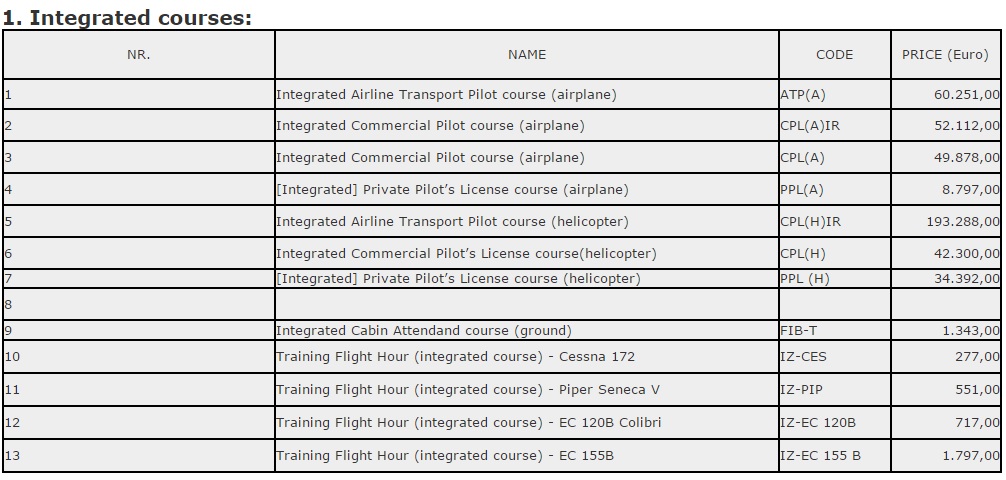 1. Integrated courses:
NR. NAME CODE PRICE (Euro)
1 Integrated Airline Transport Pilot course (airplane) ATP(A) 60.251,00
2 Integrated Commercial Pilot course (airplane) CPL(A)IR 52.112,00
3 Integrated Commercial Pilot course (airplane) CPL(A) 49.878,00
4 [Integrated] Private Pilot’s License course (airplane) PPL(A) 8.797,00
5 Integrated Airline Transport Pilot course (helicopter) CPL(H)IR 193.288,00
6 Integrated Commercial Pilot’s License course(helicopter) CPL(H) 42.300,00
7 [Integrated] Private Pilot’s License course (helicopter) PPL (H) 34.392,00
8
9 Integrated Cabin Attendand course (ground) FIB-T 1.343,00
10 Training Flight Hour (integrated course) - Cessna 172 IZ-CES 277,00
11 Training Flight Hour (integrated course) - Piper Seneca V IZ-PIP 551,00
12 Training Flight Hour (integrated course) - EC 120B Colibri IZ-EC 120B 717,00
13 Training Flight Hour (integrated course) - EC 155B IZ-EC 155 B 1.797,00